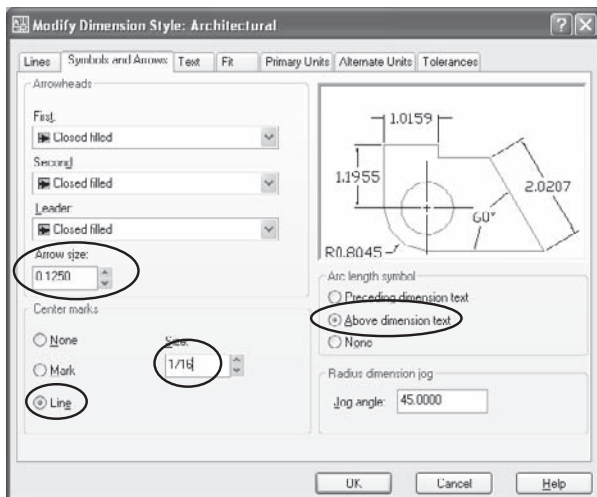 Modify Dimension Style: Architectural
Lines Symbols and Arrows Text Fit Primary Units Alternate Units Tolerances
Arrowheads
First:
Closed filled
Second:
Closed filled
Leader:
Closed filled
Arrow size:
0.1250
Center marks
None
Mark
Line
Size:
1/16
1.0159
1.1955
2.0207
60°
R0.8045
Arc length symbol
Preceding dimension text
Above dimension text
None
Radius dimension jog
Jog angle: 45.0000
OK Cancel Help